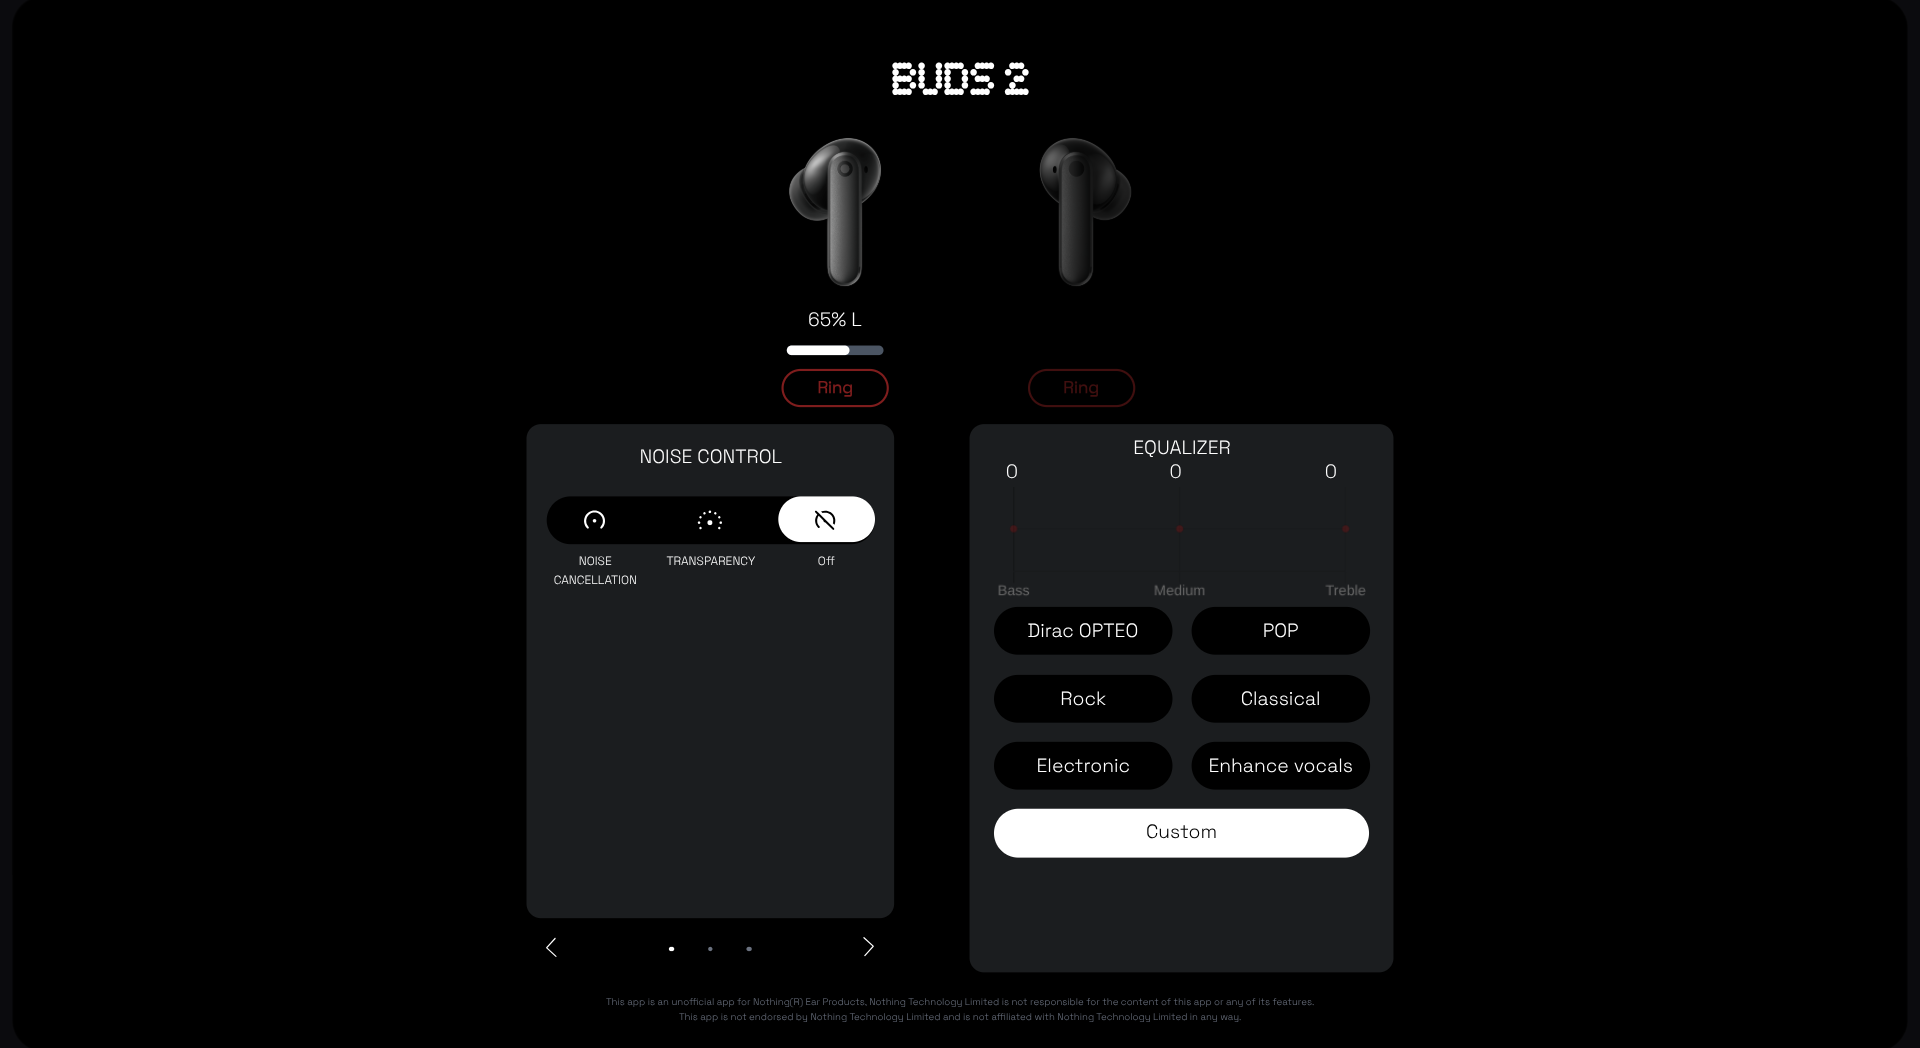 BUDS 2
65% L
Ring
Ring
NOISE CONTROL
NOISE
CANCELLATION
TRANSPARENCY
Off
EQUALIZER
0 0 0
Bass Medium Treble
Dirac OPTEO
POP
Rock
Classical
Electronic
Enhance vocals
Custom
This app is an unofficial app for Nothing(R) Ear Products, Nothing Technology Limited is not responsible for the content of this app or any of its features.
This app is not endorsed by Nothing Technology Limited and is not affiliated with Nothing Technology Limited in any way.